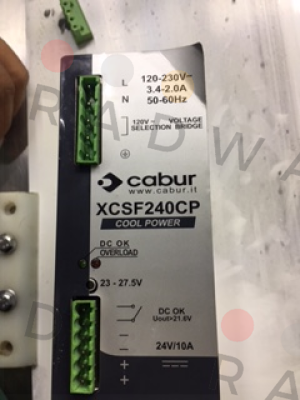 L 120-230V~
3.4-2.0A
N 50-60Hz
120V~ VOLTAGE
SELECTION BRIDGE
cabur
www.cabur.it
XCSF240CP
COOL POWER
DC OK
OVERLOAD
23 - 27.5V
DC OK
Uout>21.6V
24V/10A
RADWA